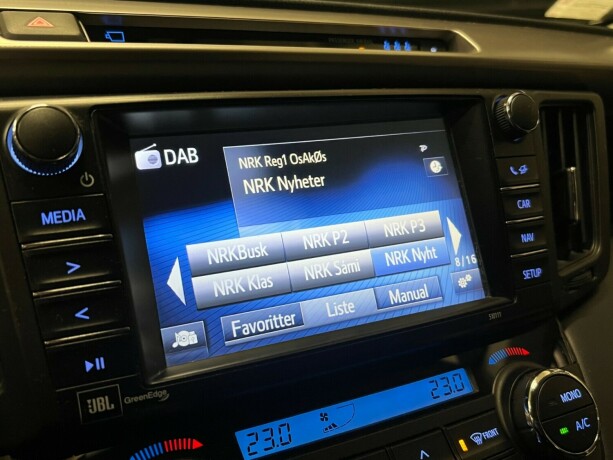 DAB
NRK Reg1 OsAkØs
NRK Nyheter
MEDIA
CAR
NAV
SETUP
NRKBusk
NRK P2
NRK P3
NRK Klas
NRK Sámi
NRK Nyht
8/16
Favoritter
Liste
Manual
JBL
GreenEdge
23.0
23.0
FRONT
MONO
A/C